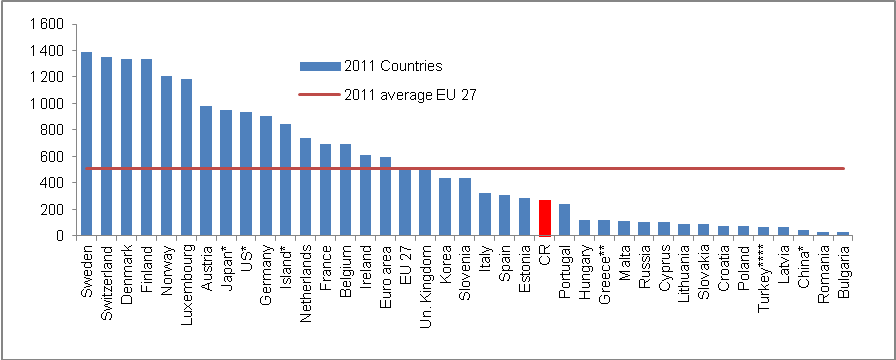 1 600
1 400
1 200
1 000
800
600
400
200
0
2011 Countries
2011 average EU 27
Sweden
Switzerland
Denmark
Finland
Norway
Luxembourg
Austria
Japan*
US*
Germany
Island*
Netherlands
France
Belgium
Ireland
Euro area
EU 27
Un. Kingdom
Korea
Slovenia
Italy
Spain
Estonia
CR
Portugal
Hungary
Greece**
Malta
Russia
Cyprus
Lithuania
Slovakia
Croatia
Poland
Turkey****
Latvia
China*
Romania
Bulgaria